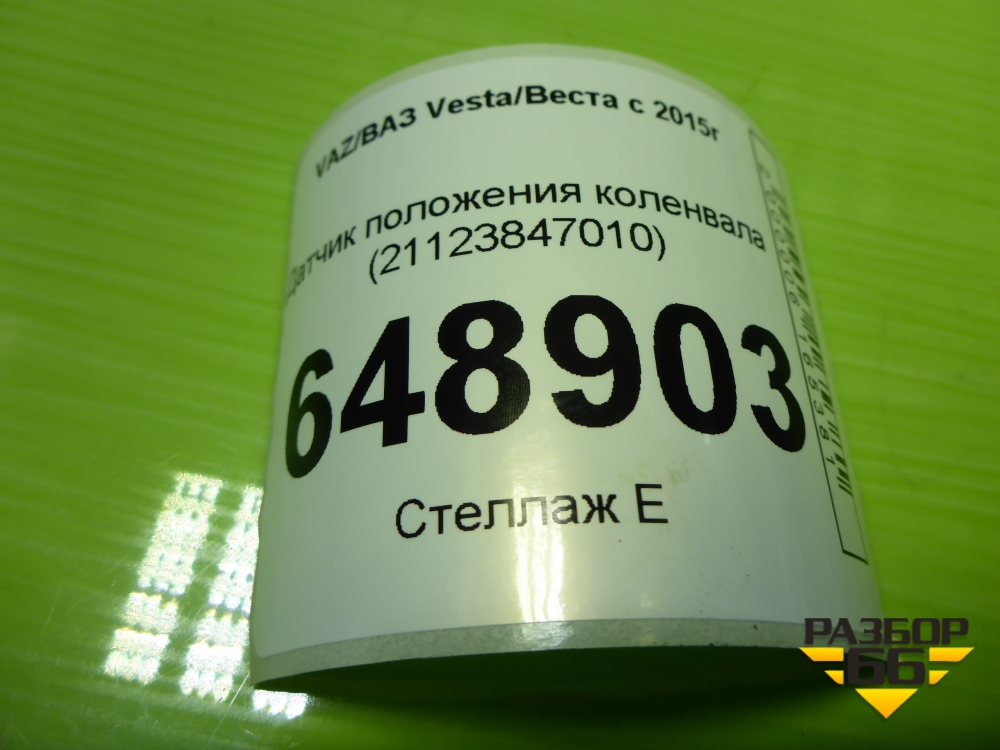 VAZ/ВАЗ Vesta/Веста с 2015г
Датчик положения коленвала
(21123847010)
648903
Стеллаж Е
РАЗБОР
66